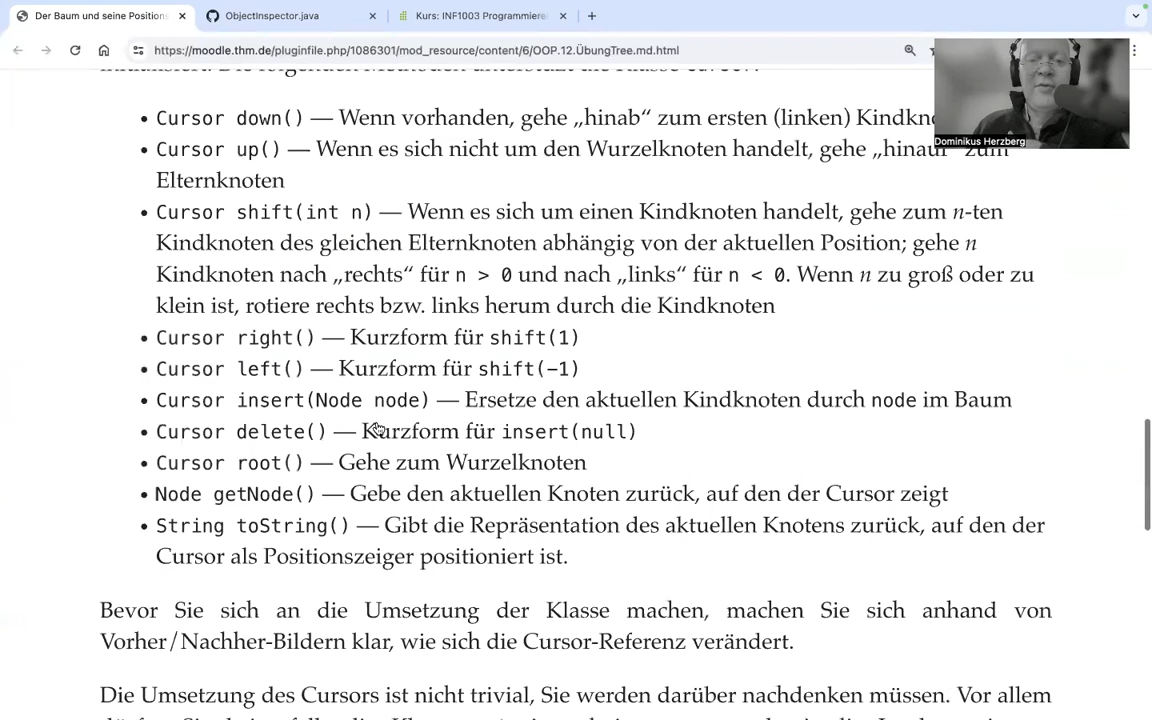 Der Baum und seine Position
ObjectInspector.java
Kurs: INF1003 Programmiere
https://moodle.thm.de/pluginfile.php/1086301/mod_resource/content/6/OOP.12.ÜbungTree.md.html
Dominikus Herzberg
• Cursor down() — Wenn vorhanden, gehe „hinab“ zum ersten (linken)
• Cursor up() — Wenn es sich nicht um den Wurzelknoten handelt, gehe „hinauf“ zum
Elternknoten
• Cursor shift(int n) — Wenn es sich um einen Kindknoten handelt, gehe zum n-ten
Kindknoten des gleichen Elternknoten abhängig von der aktuellen Position; gehe n
Kindknoten nach „rechts“ für n > 0 und nach „links“ für n < 0. Wenn n zu groß oder zu
klein ist, rotiere rechts bzw. links herum durch die Kindknoten
• Cursor right() — Kurzform für shift(1)
• Cursor left() — Kurzform für shift(-1)
• Cursor insert(Node node) — Ersetze den aktuellen Kindknoten durch node im Baum
• Cursor delete() — Kurzform für insert(null)
• Cursor root() — Gehe zum Wurzelknoten
• Node getNode() — Gebe den aktuellen Knoten zurück, auf den der Cursor zeigt
• String toString() — Gibt die Repräsentation des aktuellen Knotens zurück, auf den der
Cursor als Positionszeiger positioniert ist.
Bevor Sie sich an die Umsetzung der Klasse machen, machen Sie sich anhand von
Vorher/Nachher-Bildern klar, wie sich die Cursor-Referenz verändert.
Die Umsetzung des Cursors ist nicht trivial, Sie werden darüber nachdenken müssen. Vor allem